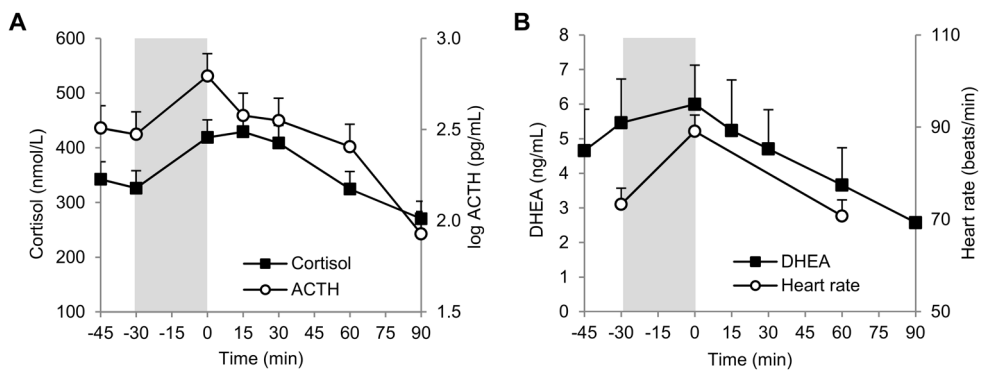 A
600
500
400
300
200
100
Cortisol (nmol/L)
3.0
2.5
2.0
1.5
log ACTH (pg/mL)
Cortisol
ACTH
-45 -30 -15 0 15 30 45 60 75 90
Time (min)
B
8
7
6
5
4
3
2
1
0
DHEA (ng/mL)
110
90
70
50
Heart rate (beats/min)
DHEA
Heart rate
-45 -30 -15 0 15 30 45 60 75 90
Time (min)